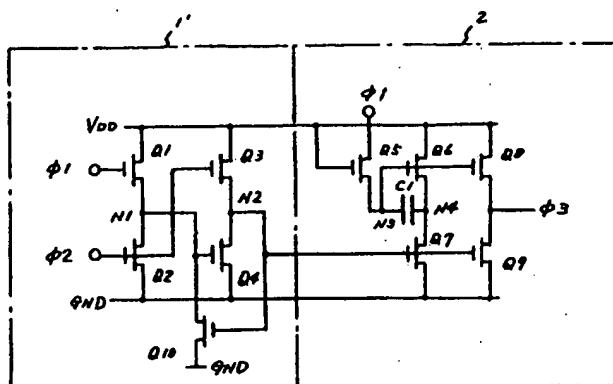 1'
2
φ1
VDD
Q1
Q3
Q5
Q6
Q8
φ1
C1
N1
N2
N3
N4
φ3
φ2
Q2
Q4
Q7
Q9
GND
Q10
GND